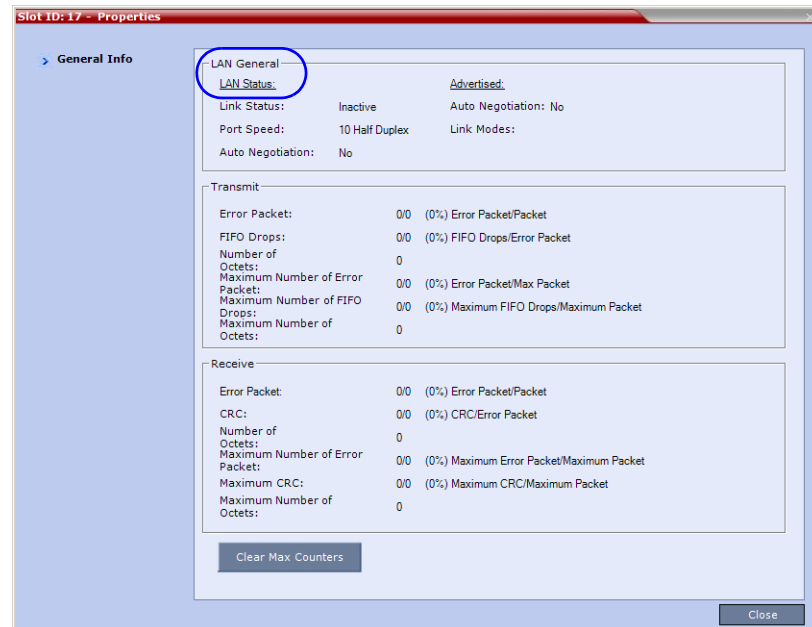 Slot ID: 17 - Properties
General Info
LAN General
LAN Status: Advertised:
Link Status: Inactive Auto Negotiation: No
Port Speed: 10 Half Duplex Link Modes:
Auto Negotiation: No
Transmit
Error Packet: 0/0 (0%) Error Packet/Packet
FIFO Drops: 0/0 (0%) FIFO Drops/Error Packet
Number of
Octets: 0
Maximum Number of Error
Packet: 0/0 (0%) Error Packet/Max Packet
Maximum Number of FIFO
Drops: 0/0 (0%) Maximum FIFO Drops/Maximum Packet
Maximum Number of
Octets: 0
Receive
Error Packet: 0/0 (0%) Error Packet/Packet
CRC: 0/0 (0%) CRC/Error Packet
Number of
Octets: 0
Maximum Number of Error
Packet: 0/0 (0%) Maximum Error Packet/Maximum Packet
Maximum CRC: 0/0 (0%) Maximum CRC/Maximum Packet
Maximum Number of
Octets: 0
Clear Max Counters
Close